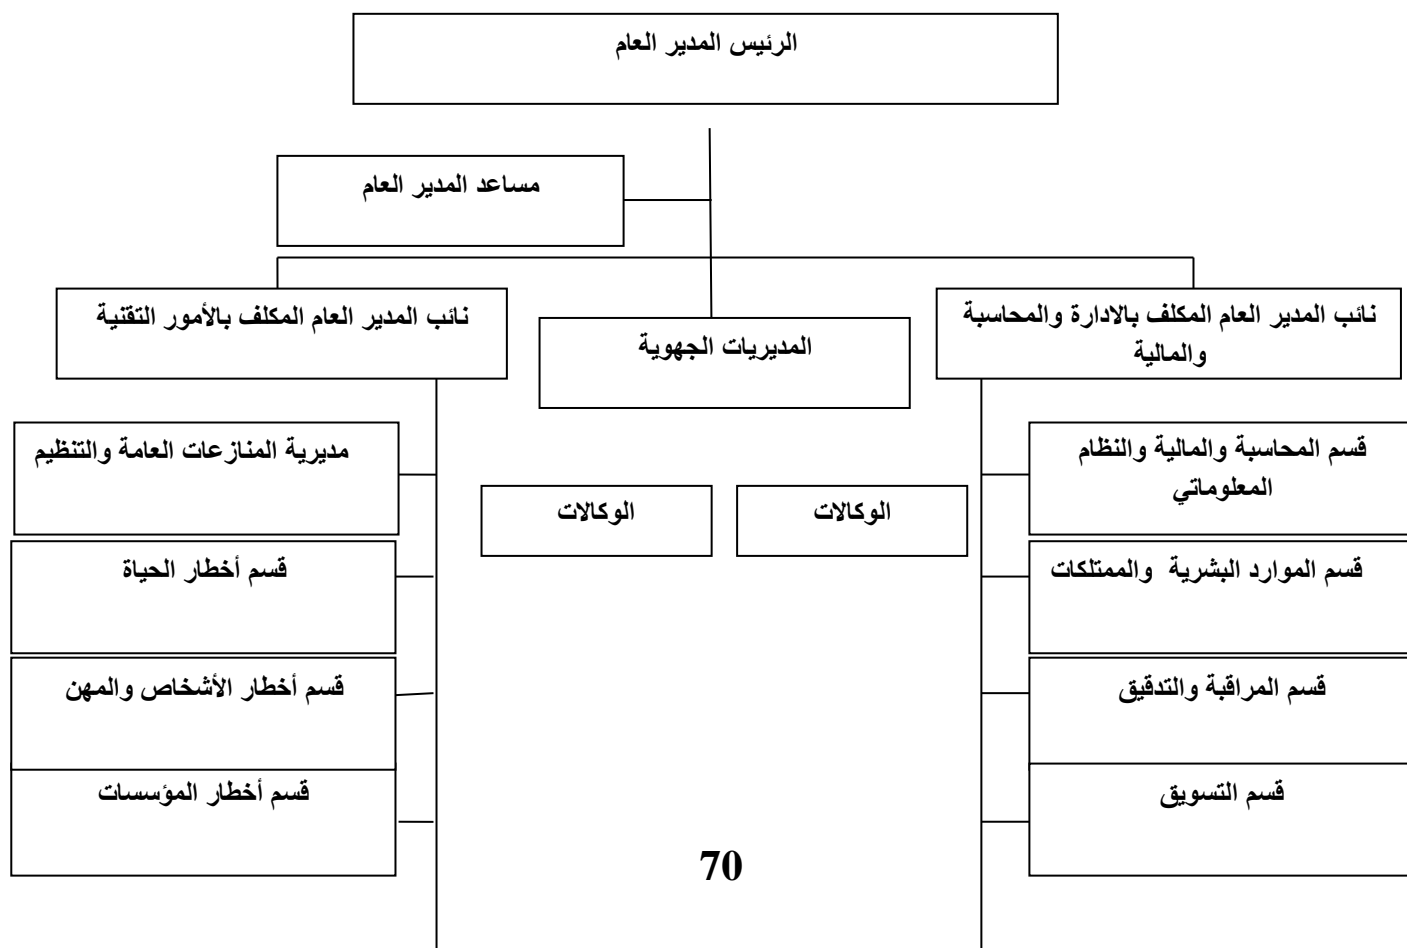 الرئيس المدير العام
مساعد المدير العام
نائب المدير العام المكلف بالادارة والمحاسبة
والمالية
المديريات الجهوية
نائب المدير العام المكلف بالأمور التقنية
قسم المحاسبة والمالية والنظام
المعلوماتي
مديرية المنازعات العامة والتنظيم
الوكالات
الوكالات
قسم الموارد البشرية والممتلكات
قسم أخطار الحياة
قسم المراقبة والتدقيق
قسم أخطار الأشخاص والمهن
قسم التسويق
قسم أخطار المؤسسات
70